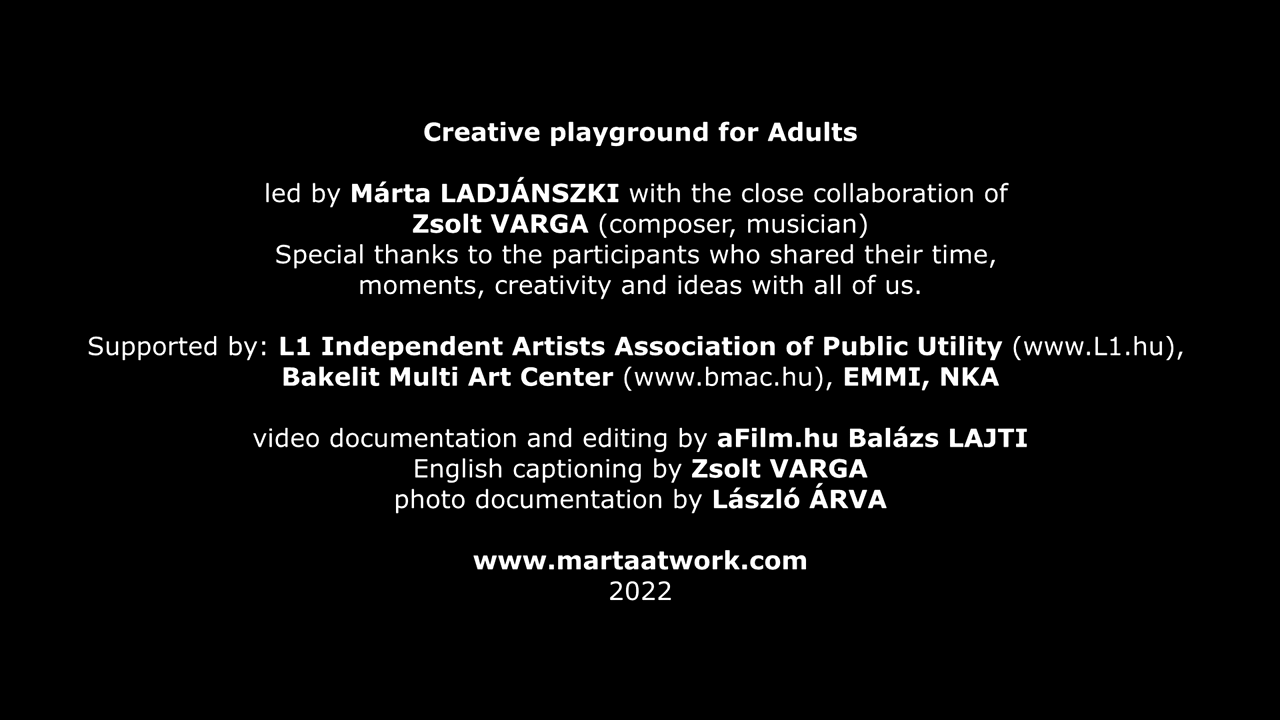 Creative playground for Adults
led by Márta LADJÁNSZKI with the close collaboration of
Zsolt VARGA (composer, musician)
Special thanks to the participants who shared their time,
moments, creativity and ideas with all of us.
Supported by: L1 Independent Artists Association of Public Utility (www.L1.hu),
Bakelit Multi Art Center (www.bmac.hu), EMMI, NKA
video documentation and editing by aFilm.hu Balázs LAJTI
English captioning by Zsolt VARGA
photo documentation by László ÁRVA
www.martaatwork.com
2022